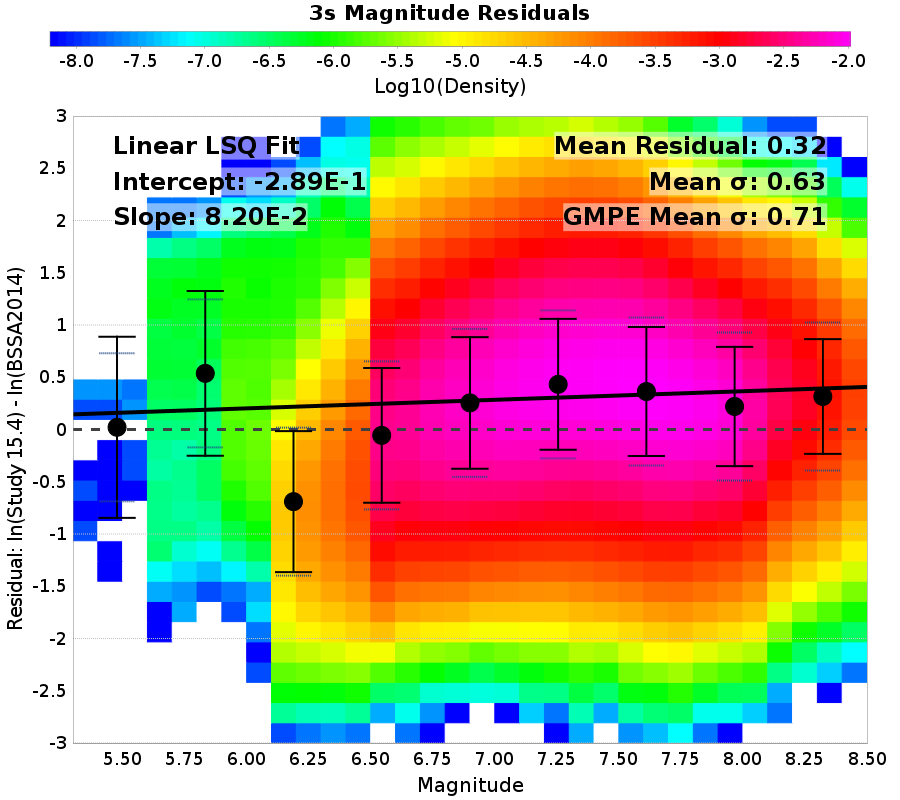 3s Magnitude Residuals
-8.0 -7.5 -7.0 -6.5 -6.0 -5.5 -5.0 -4.5 -4.0 -3.5 -3.0 -2.5 -2.0
Log10(Density)
Linear LSQ Fit
Intercept: -2.89E-1
Slope: 8.20E-2
Mean Residual: 0.32
Mean σ: 0.63
GMPE Mean σ: 0.71
Residual: ln(Study 15.4) - ln(BSSA2014)
3
2.5
2
1.5
1
0.5
0
-0.5
-1
-1.5
-2
-2.5
-3
5.50 5.75 6.00 6.25 6.50 6.75 7.00 7.25 7.50 7.75 8.00 8.25 8.50
Magnitude